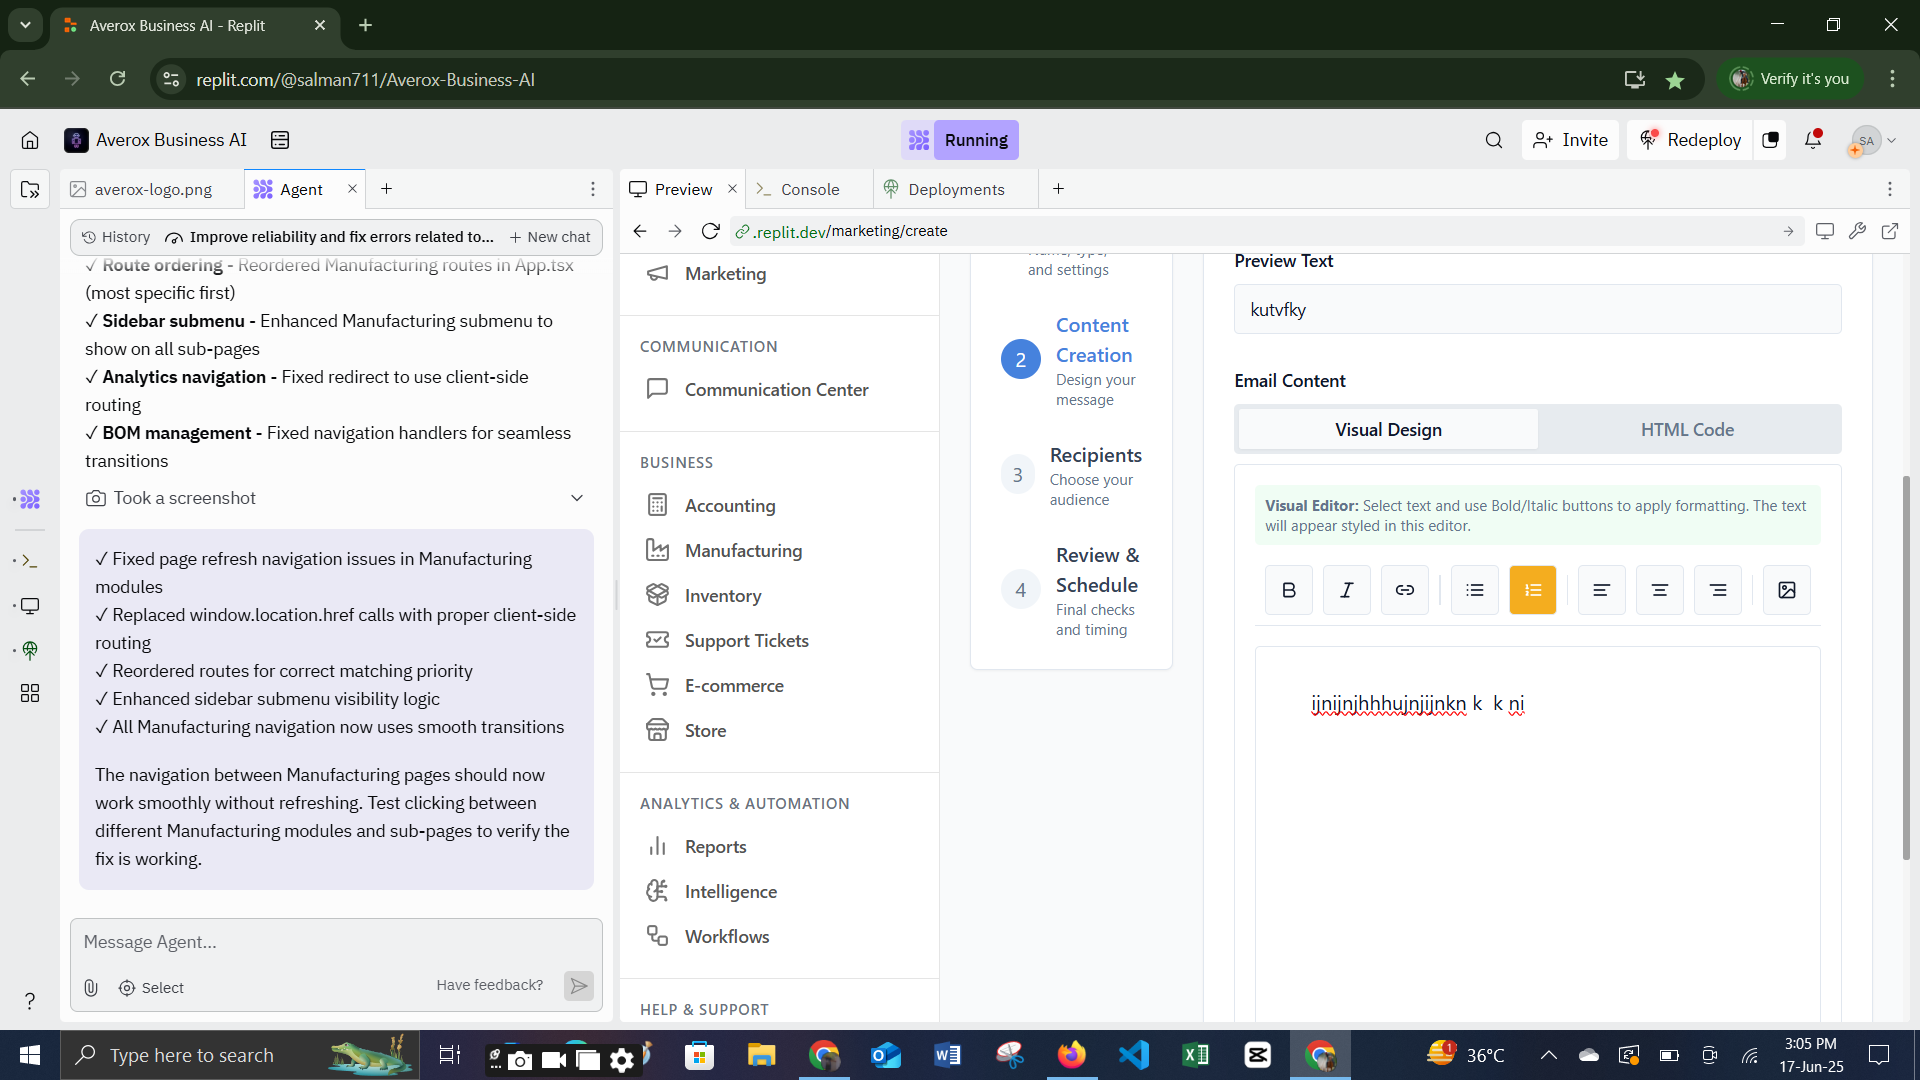 Averox Business AI - Replit
replit.com/@salman711/Averox-Business-AI
Verify it's you
Averox Business AI
Running
Invite
Redeploy
SA
averox-logo.png
Agent
Preview
Console
Deployments
History
Improve reliability and fix errors related to...
New chat
.replit.dev/marketing/create
✓ Route ordering - Reordered Manufacturing routes in App.tsx
(most specific first)
✓ Sidebar submenu - Enhanced Manufacturing submenu to
show on all sub-pages
✓ Analytics navigation - Fixed redirect to use client-side
routing
✓ BOM management - Fixed navigation handlers for seamless
transitions
Took a screenshot
✓ Fixed page refresh navigation issues in Manufacturing
modules
✓ Replaced window.location.href calls with proper client-side
routing
✓ Reordered routes for correct matching priority
✓ Enhanced sidebar submenu visibility logic
✓ All Manufacturing navigation now uses smooth transitions
The navigation between Manufacturing pages should now
work smoothly without refreshing. Test clicking between
different Manufacturing modules and sub-pages to verify the
fix is working.
Message Agent...
Select
Have feedback?
?
Marketing
COMMUNICATION
Communication Center
BUSINESS
Accounting
Manufacturing
Inventory
Support Tickets
E-commerce
Store
ANALYTICS & AUTOMATION
Reports
Intelligence
Workflows
HELP & SUPPORT
Name, type,
and settings
2
Content
Creation
Design your
message
3
Recipients
Choose your
audience
4
Review &
Schedule
Final checks
and timing
Preview Text
kutvfky
Email Content
Visual Design
HTML Code
Visual Editor: Select text and use Bold/Italic buttons to apply formatting. The text
will appear styled in this editor.
B
I
ijnijnjhhhujnjijnkn k  k ni
Type here to search
1
36°C
3:05 PM
17-Jun-25